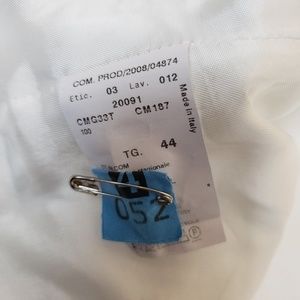 COM. PROD/2008/04874
Etic. 03 Lav. 012
20091
CMG33T CM187
100
TG. 44
Made in Italy
052